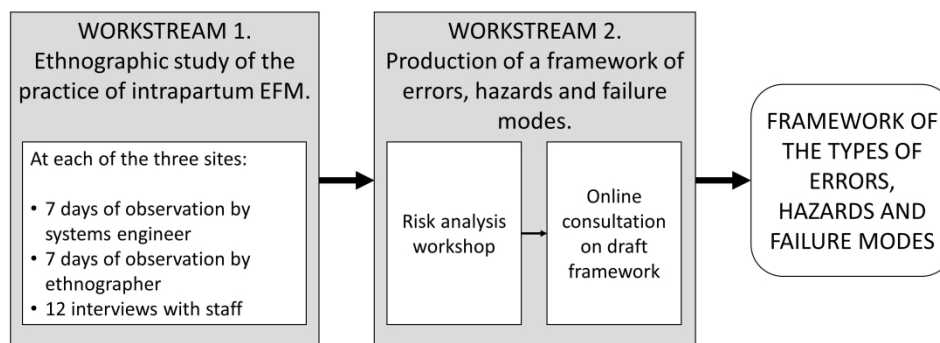 WORKSTREAM 1.
Ethnographic study of the
practice of intrapartum EFM.
At each of the three sites:
• 7 days of observation by
systems engineer
• 7 days of observation by
ethnographer
• 12 interviews with staff
WORKSTREAM 2.
Production of a framework of
errors, hazards and failure
modes.
Risk analysis
workshop
Online
consultation
on draft
framework
FRAMEWORK OF
THE TYPES OF
ERRORS,
HAZARDS AND
FAILURE MODES